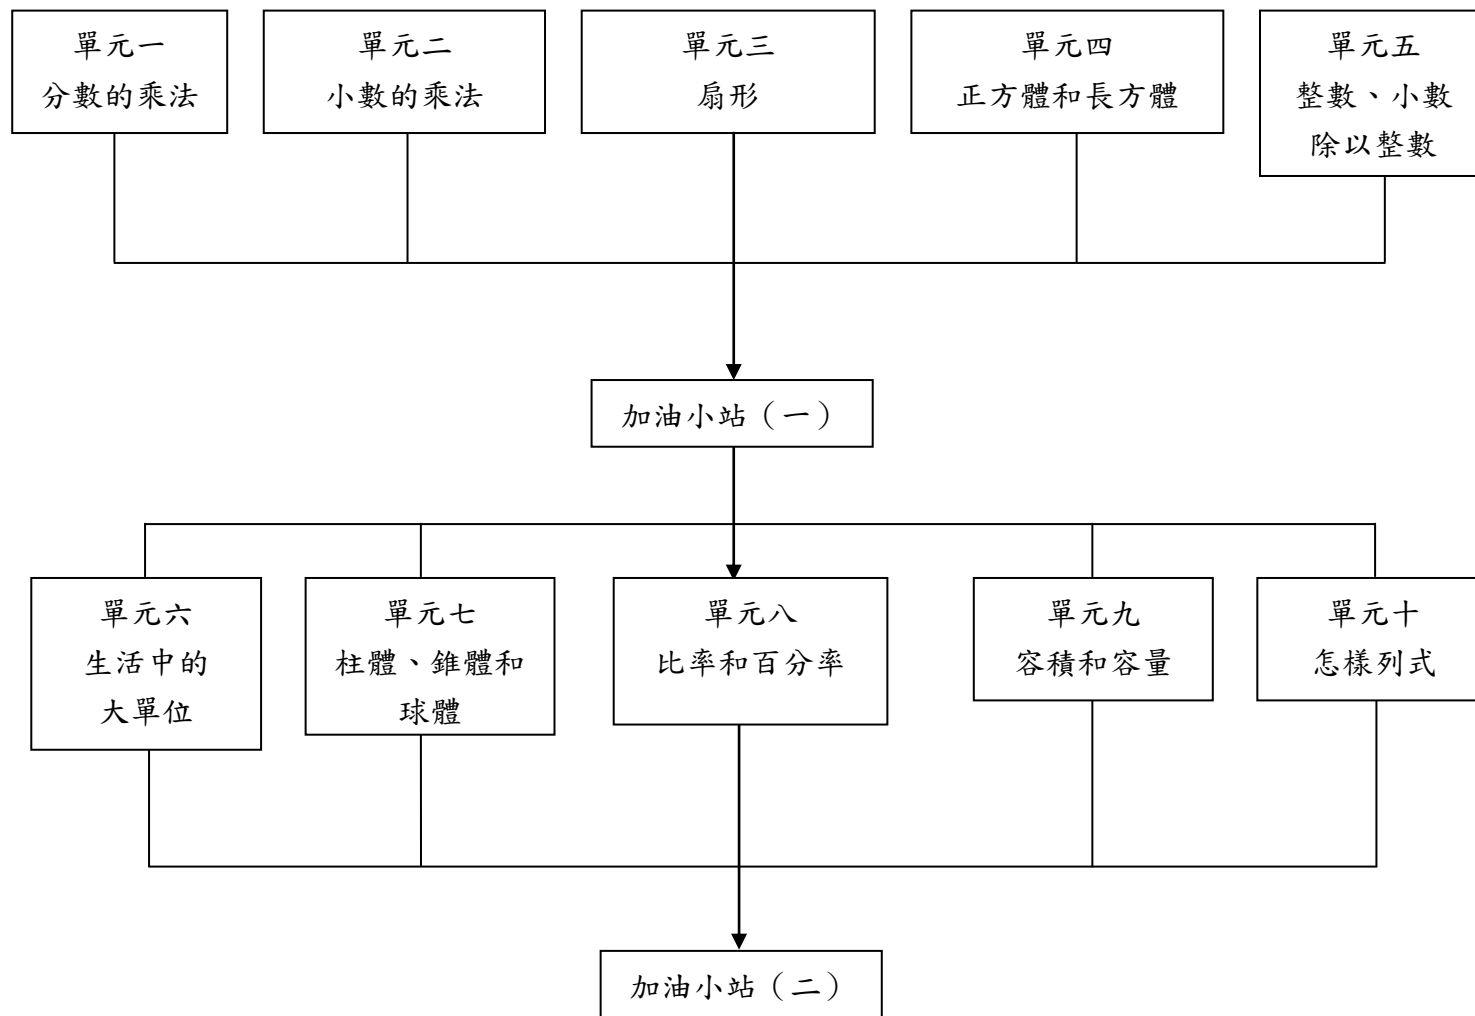 單元一
分數的乘法
單元二
小數的乘法
單元三
扇形
單元四
正方體和長方體
單元五
整數、小數
除以整數
加油小站（一）
單元六
生活中的
大單位
單元七
柱體、錐體和
球體
單元八
比率和百分率
單元九
容積和容量
單元十
怎樣列式
加油小站（二）